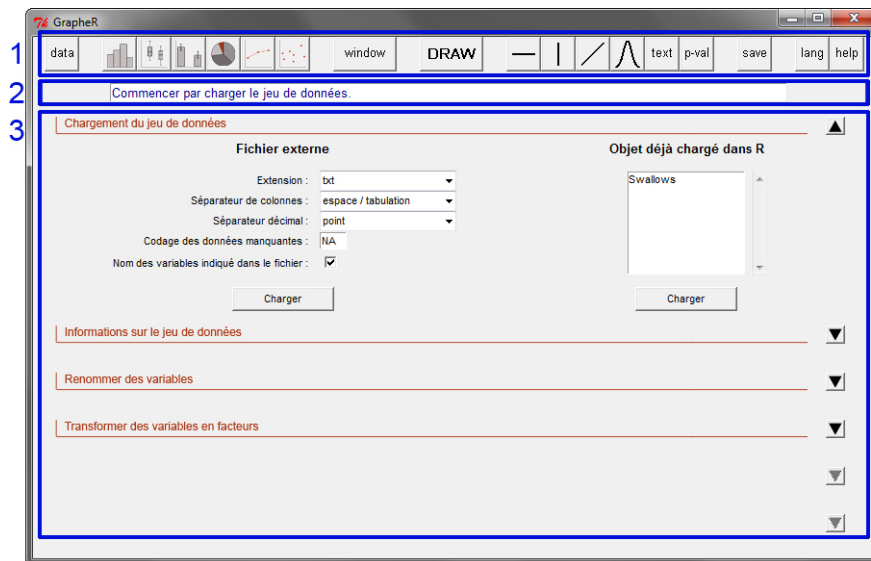 GrapheR
1
data
window
DRAW
text
p-val
save
lang
help
2
Commencer par charger le jeu de données.
3
Chargement du jeu de données
Fichier externe
Objet déjà chargé dans R
Extension : txt
Swallows
Séparateur de colonnes : espace / tabulation
Séparateur décimal : point
Codage des données manquantes : NA
Nom des variables indiqué dans le fichier :
Charger
Charger
Informations sur le jeu de données
Renommer des variables
Transformer des variables en facteurs